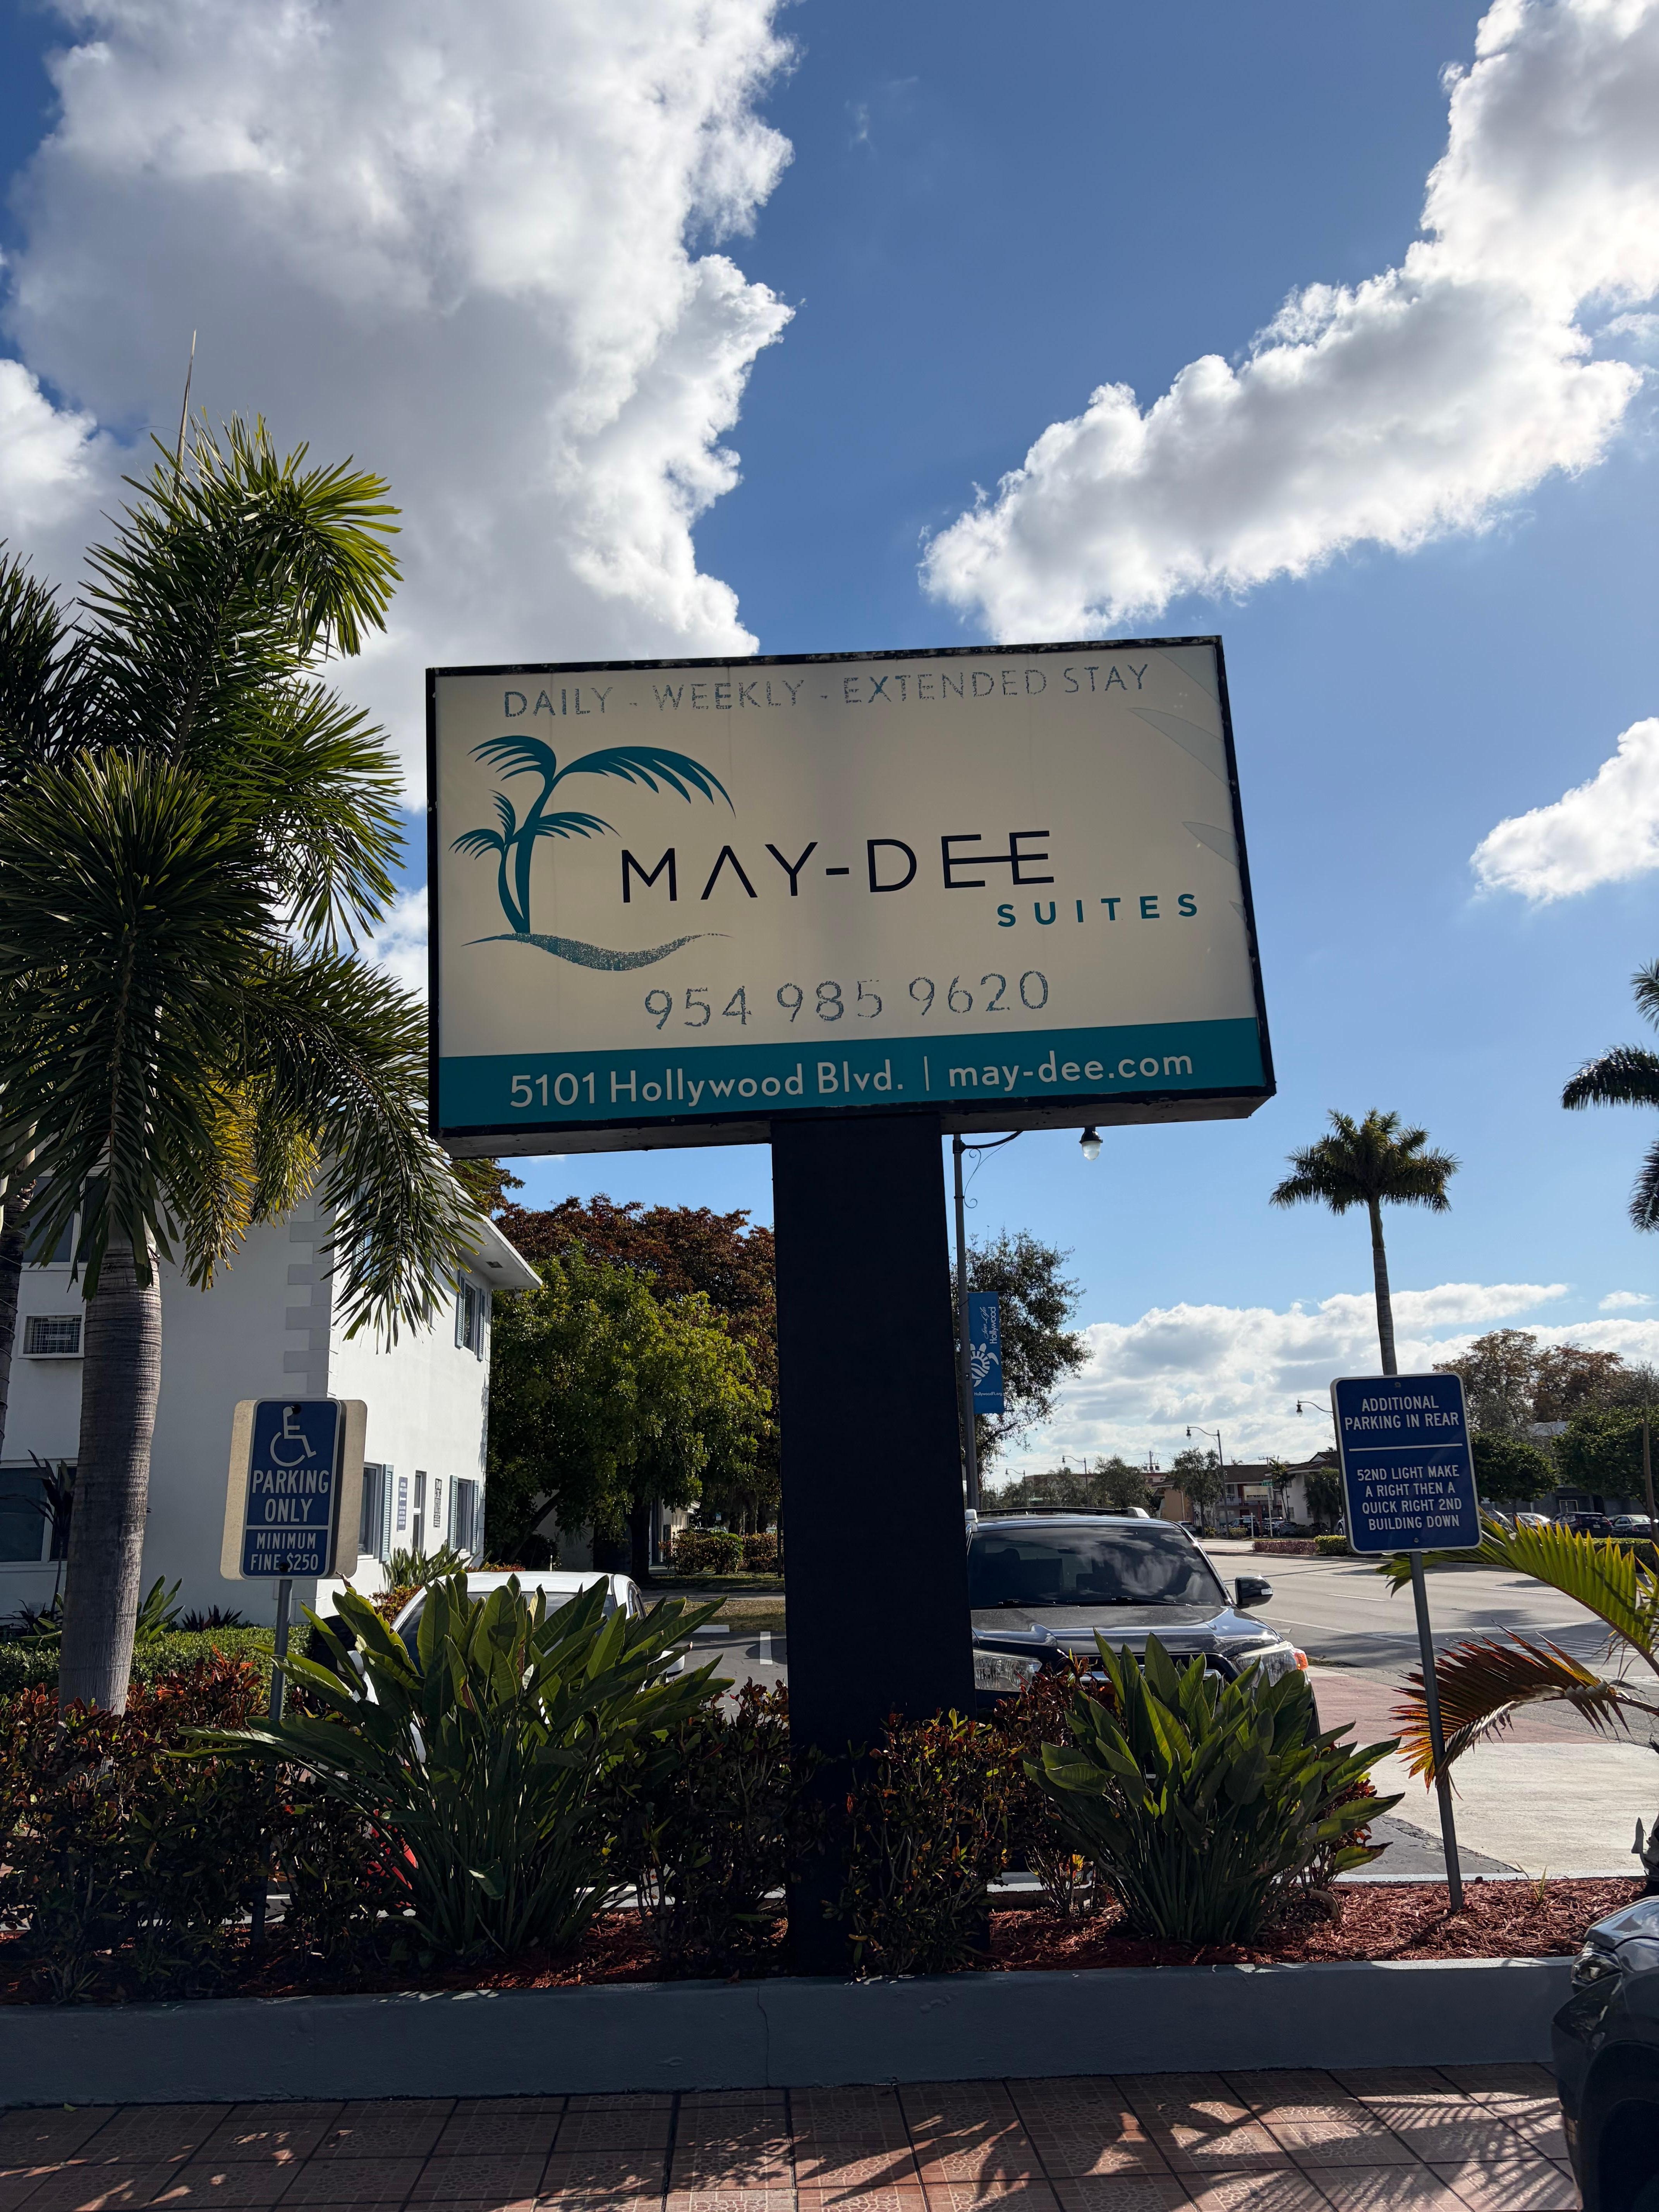 DAILY - WEEKLY - EXTENDED STAY
MAY-DEE
SUITES
954 985 9620
5101 Hollywood Blvd. | may-dee.com
Hollywood
PARKING
ONLY
MINIMUM
FINE $250
ADDITIONAL
PARKING IN REAR
52ND LIGHT MAKE
A RIGHT THEN A
QUICK RIGHT 2ND
BUILDING DOWN